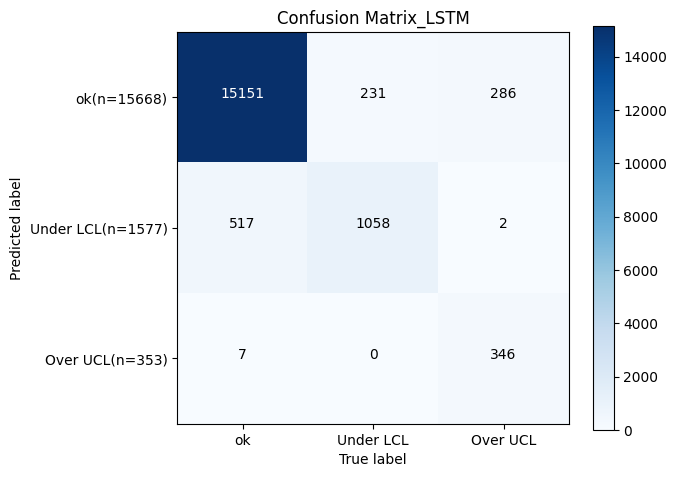 Confusion Matrix_LSTM
Predicted label
ok(n=15668) 15151 231 286
Under LCL(n=1577) 517 1058 2
Over UCL(n=353) 7 0 346
ok Under LCL Over UCL
True label
14000
12000
10000
8000
6000
4000
2000
0